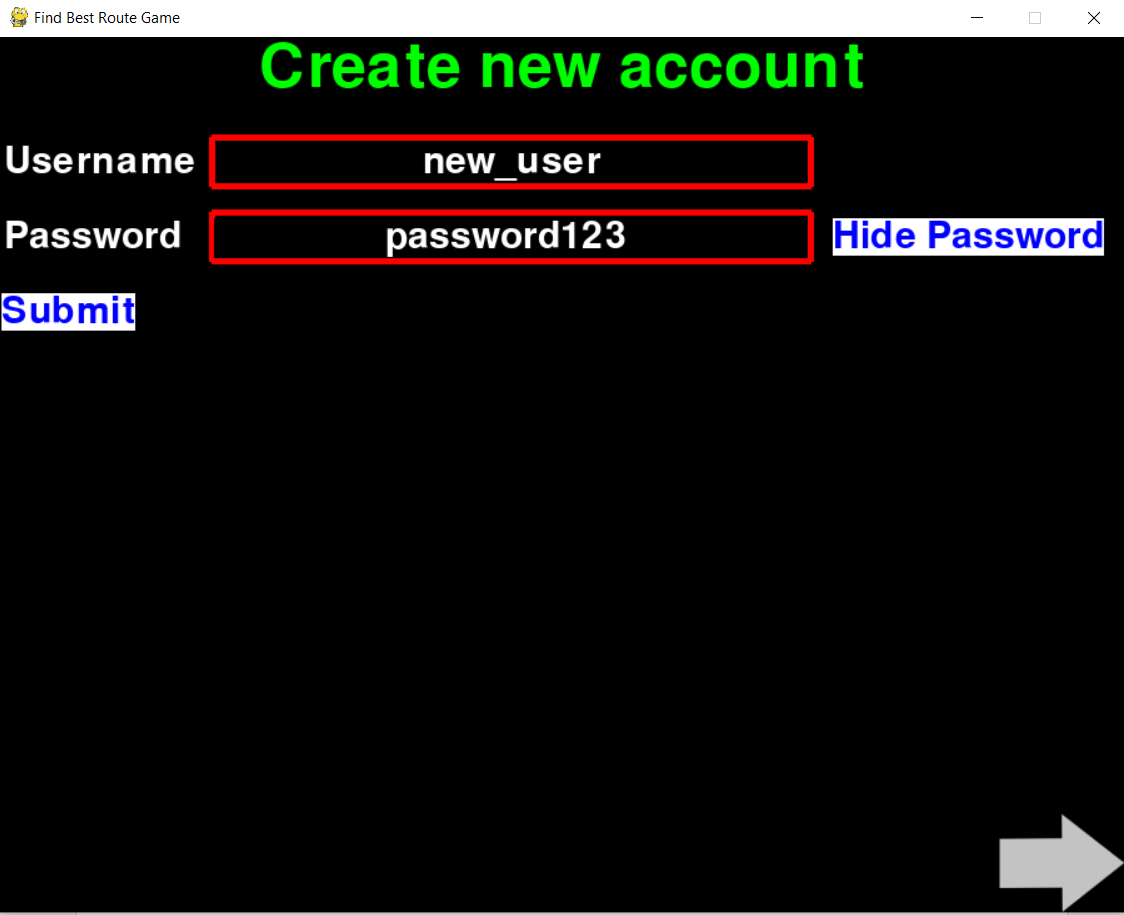 Find Best Route Game
Create new account
Username new_user
Password password123 Hide Password
Submit